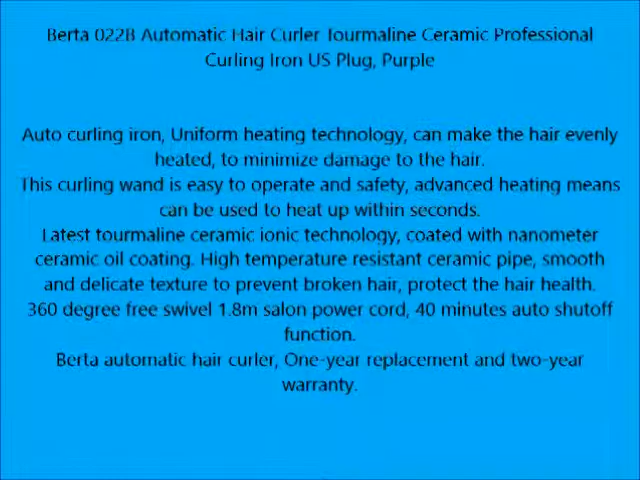 Berta 022B Automatic Hair Curler Tourmaline Ceramic Professional
Curling Iron US Plug, Purple
Auto curling iron, Uniform heating technology, can make the hair evenly
heated, to minimize damage to the hair.
This curling wand is easy to operate and safety, advanced heating means
can be used to heat up within seconds.
Latest tourmaline ceramic ionic technology, coated with nanometer
ceramic oil coating. High temperature resistant ceramic pipe, smooth
and delicate texture to prevent broken hair, protect the hair health.
360 degree free swivel 1.8m salon power cord, 40 minutes auto shutoff
function.
Berta automatic hair curler, One-year replacement and two-year
warranty.